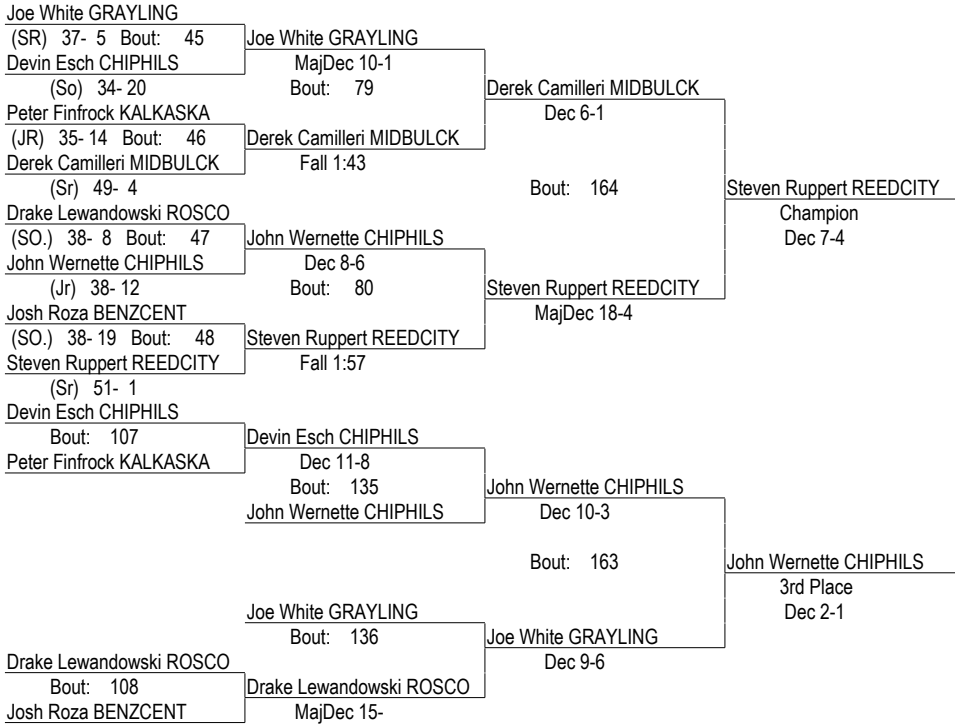 Joe White GRAYLING
(SR) 37- 5 Bout: 45 Joe White GRAYLING
Devin Esch CHIPHILS MajDec 10-1
(So) 34- 20 Bout: 79 Derek Camilleri MIDBULCK
Peter Finfrock KALKASKA Dec 6-1
(JR) 35- 14 Bout: 46 Derek Camilleri MIDBULCK
Derek Camilleri MIDBULCK Fall 1:43
(Sr) 49- 4 Bout: 164 Steven Ruppert REEDCITY
Drake Lewandowski ROSCO Champion
(SO.) 38- 8 Bout: 47 John Wernette CHIPHILS Dec 7-4
John Wernette CHIPHILS Dec 8-6
(Jr) 38- 12 Bout: 80 Steven Ruppert REEDCITY
Josh Roza BENZCENT MajDec 18-4
(SO.) 38- 19 Bout: 48 Steven Ruppert REEDCITY
Steven Ruppert REEDCITY Fall 1:57
(Sr) 51- 1
Devin Esch CHIPHILS
Bout: 107 Devin Esch CHIPHILS
Peter Finfrock KALKASKA Dec 11-8
Bout: 135 John Wernette CHIPHILS
John Wernette CHIPHILS Dec 10-3
Bout: 163 John Wernette CHIPHILS
3rd Place
Joe White GRAYLING Dec 2-1
Bout: 136 Joe White GRAYLING
Drake Lewandowski ROSCO Dec 9-6
Bout: 108 Drake Lewandowski ROSCO
Josh Roza BENZCENT MajDec 15-